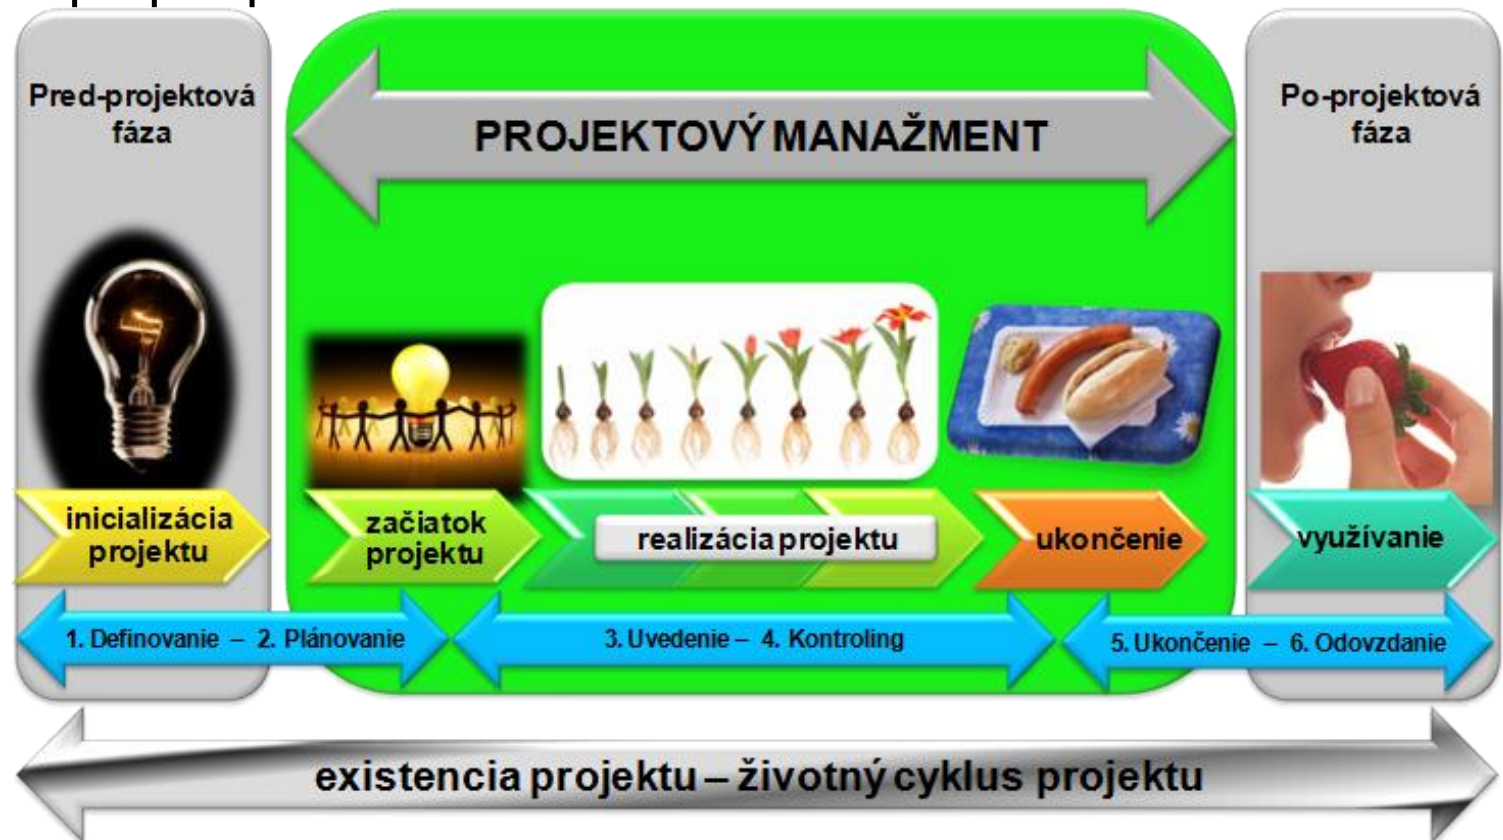 Pred-projektová
fáza
PROJEKTOVÝ MANAŽMENT
Po-projektová
fáza
inicializácia
projektu
začiatok
projektu
realizácia projektu
ukončenie
využívanie
1. Definovanie – 2. Plánovanie
3. Uvedenie – 4. Kontroling
5. Ukončenie – 6. Odovzdanie
existencia projektu – životný cyklus projektu